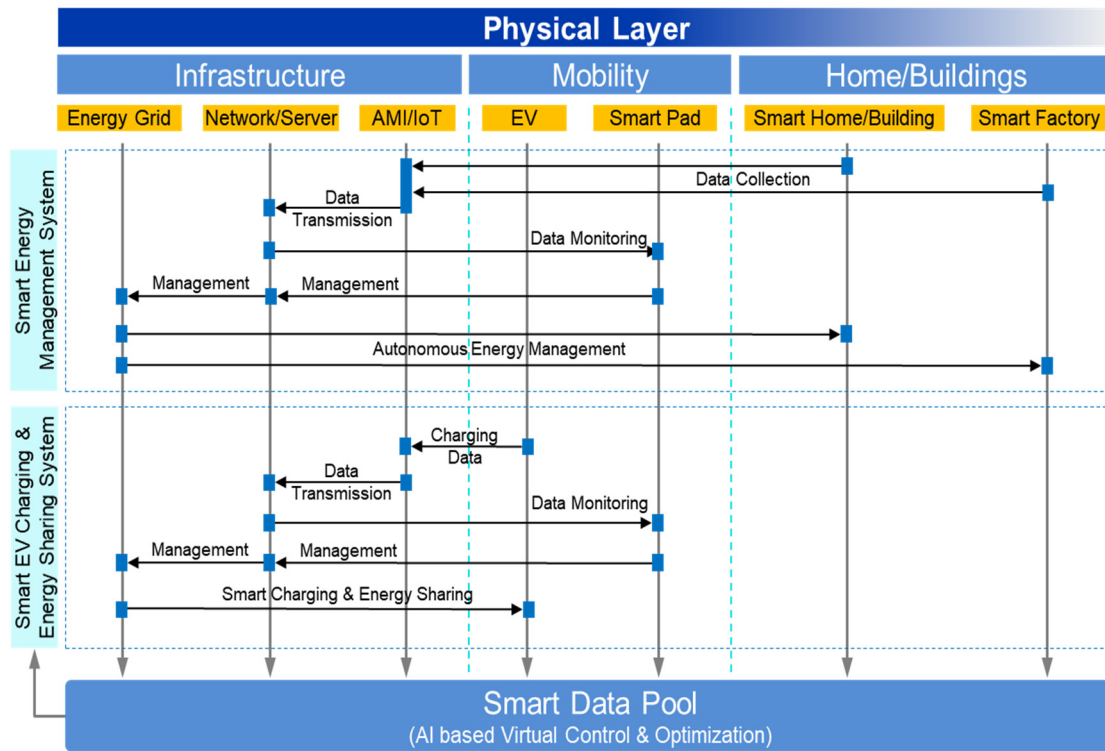 Physical Layer
Infrastructure
Mobility
Home/Buildings
Energy Grid
Network/Server
AMI/IoT
EV
Smart Pad
Smart Home/Building
Smart Factory
Smart Energy
Management System
Data Collection
Data
Transmission
Data Monitoring
Management
Management
Autonomous Energy Management
Smart EV Charging &
Energy Sharing System
Charging
Data
Data
Transmission
Data Monitoring
Management
Management
Smart Charging & Energy Sharing
Smart Data Pool
(AI based Virtual Control & Optimization)